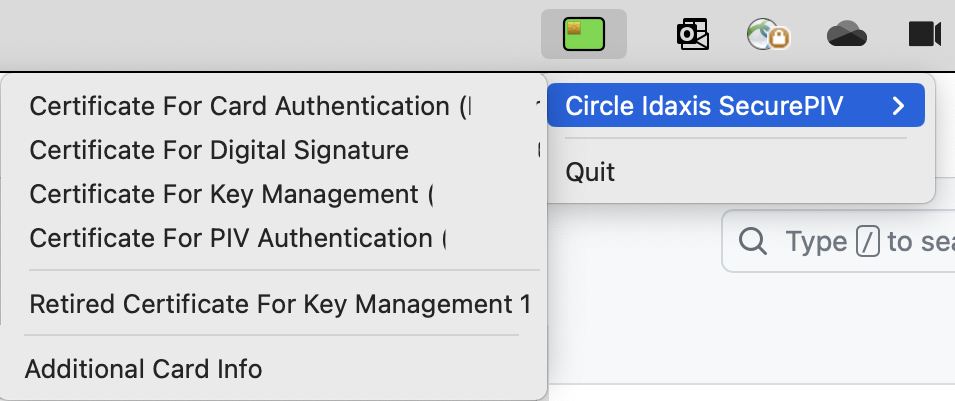 Circle Idaxis SecurePIV
Quit
Certificate For Card Authentication (
Certificate For Digital Signature
Certificate For Key Management (
Certificate For PIV Authentication (
Retired Certificate For Key Management 1
Additional Card Info
Type / to sea